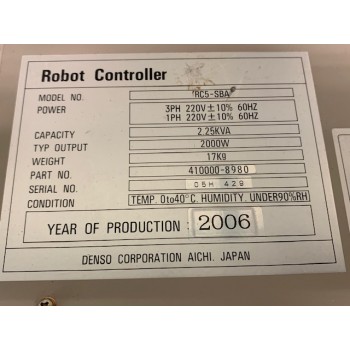 Robot Controller
MODEL NO. RC5-SBA
POWER 3PH 220V±10% 60HZ
1PH 220V±10% 60HZ
CAPACITY 2.25KVA
TYP OUTPUT 2000W
WEIGHT 17Kg
PART NO. 410000-8980
SERIAL NO. 05H 429
CONDITION TEMP. 0to40°C. HUMIDITY. UNDER90%RH
YEAR OF PRODUCTION: 2006
DENSO CORPORATION AICHI. JAPAN